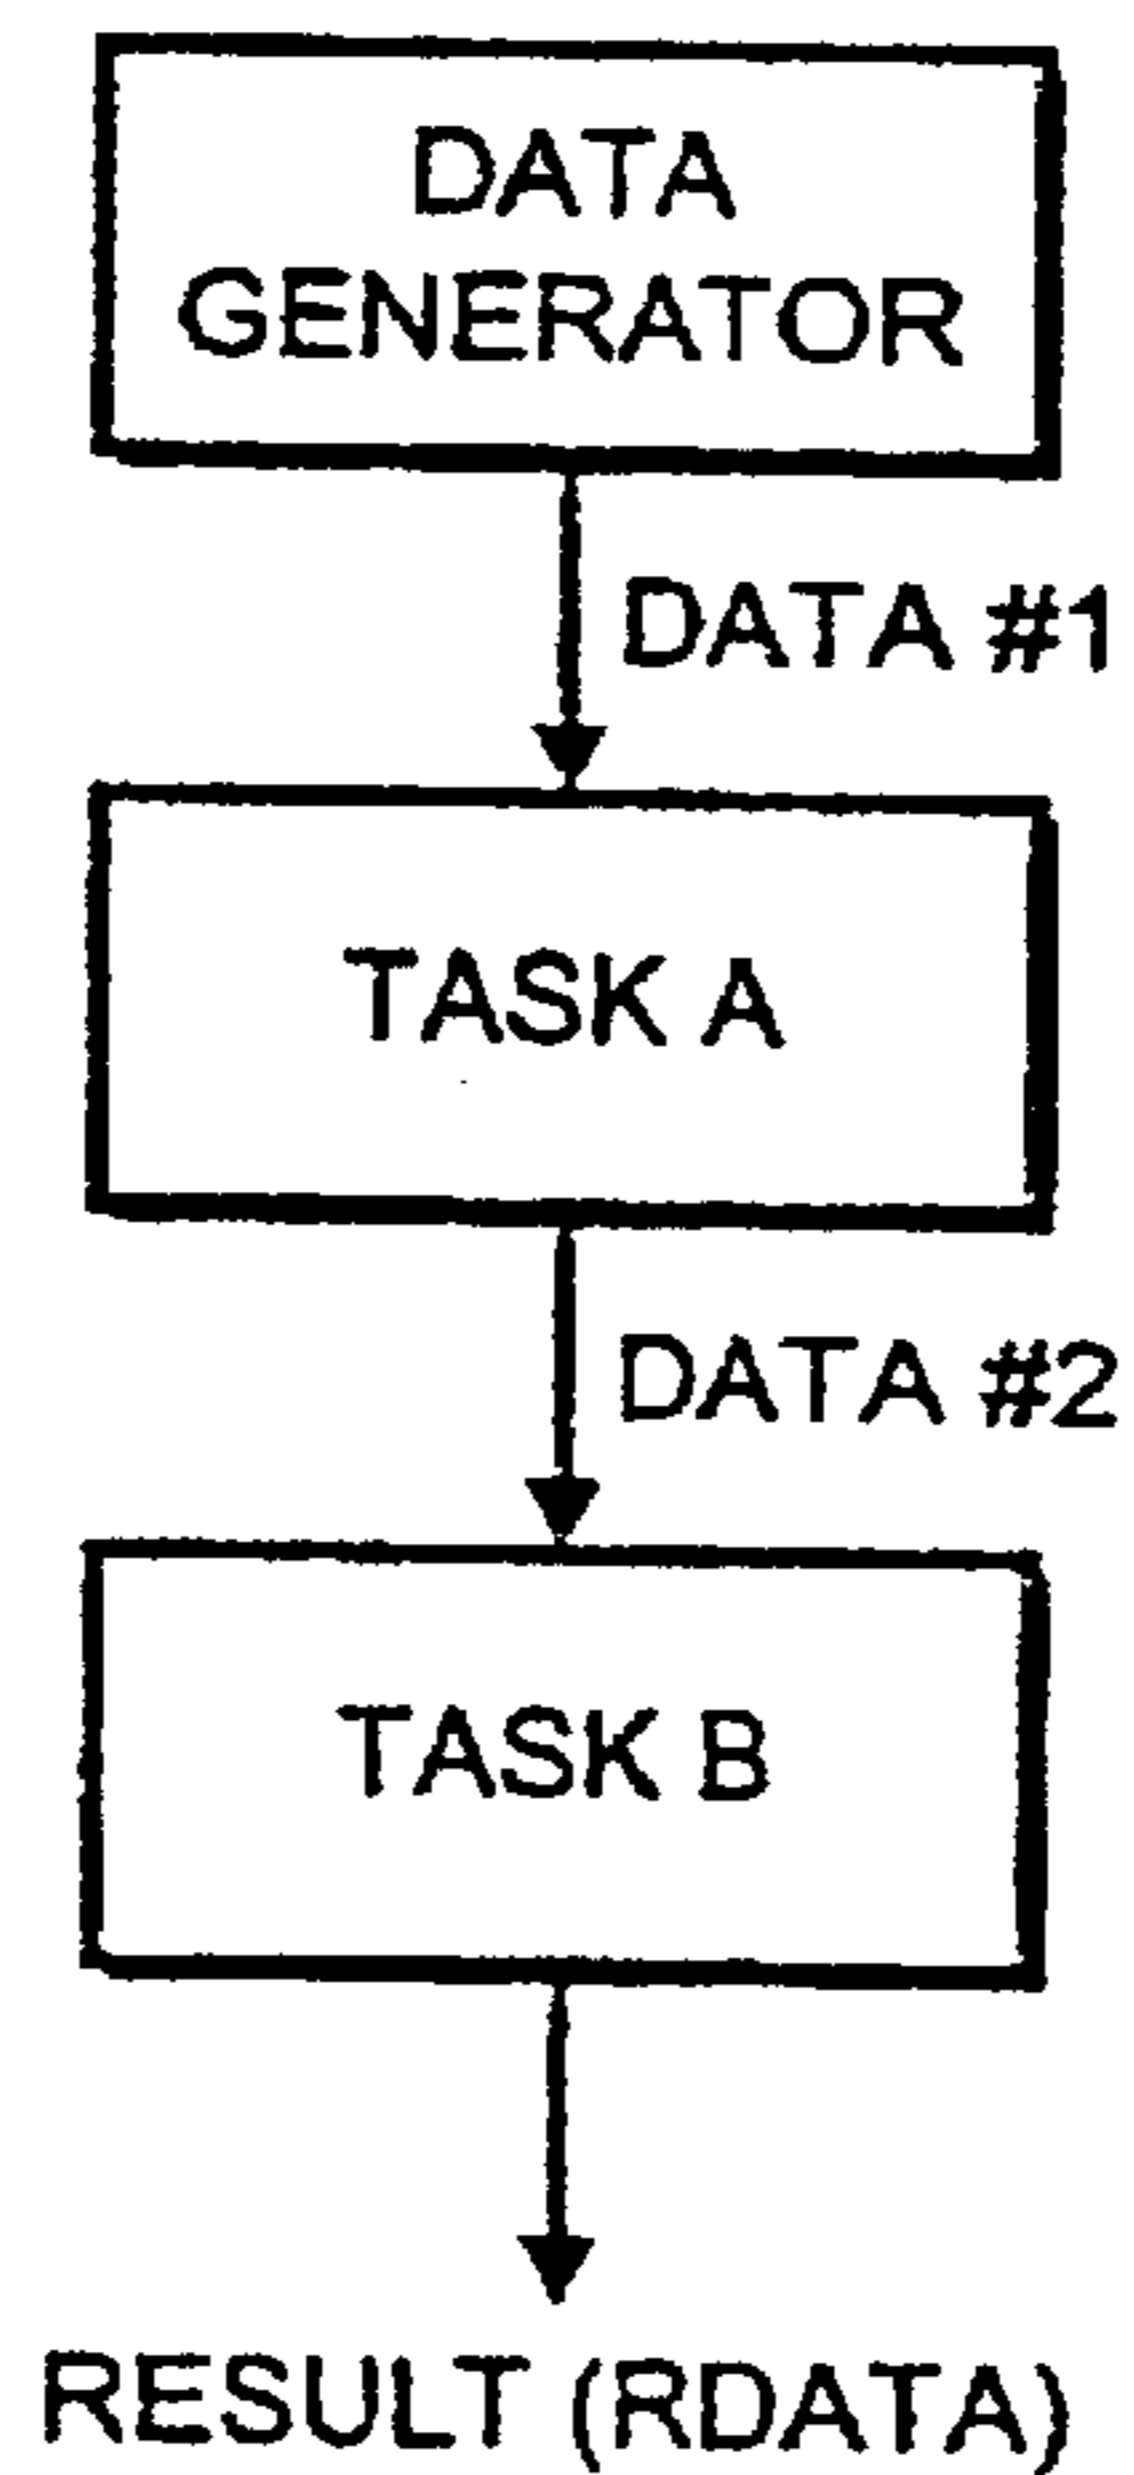 DATA
GENERATOR
DATA #1
TASK A
DATA #2
TASK B
RESULT (RDATA)